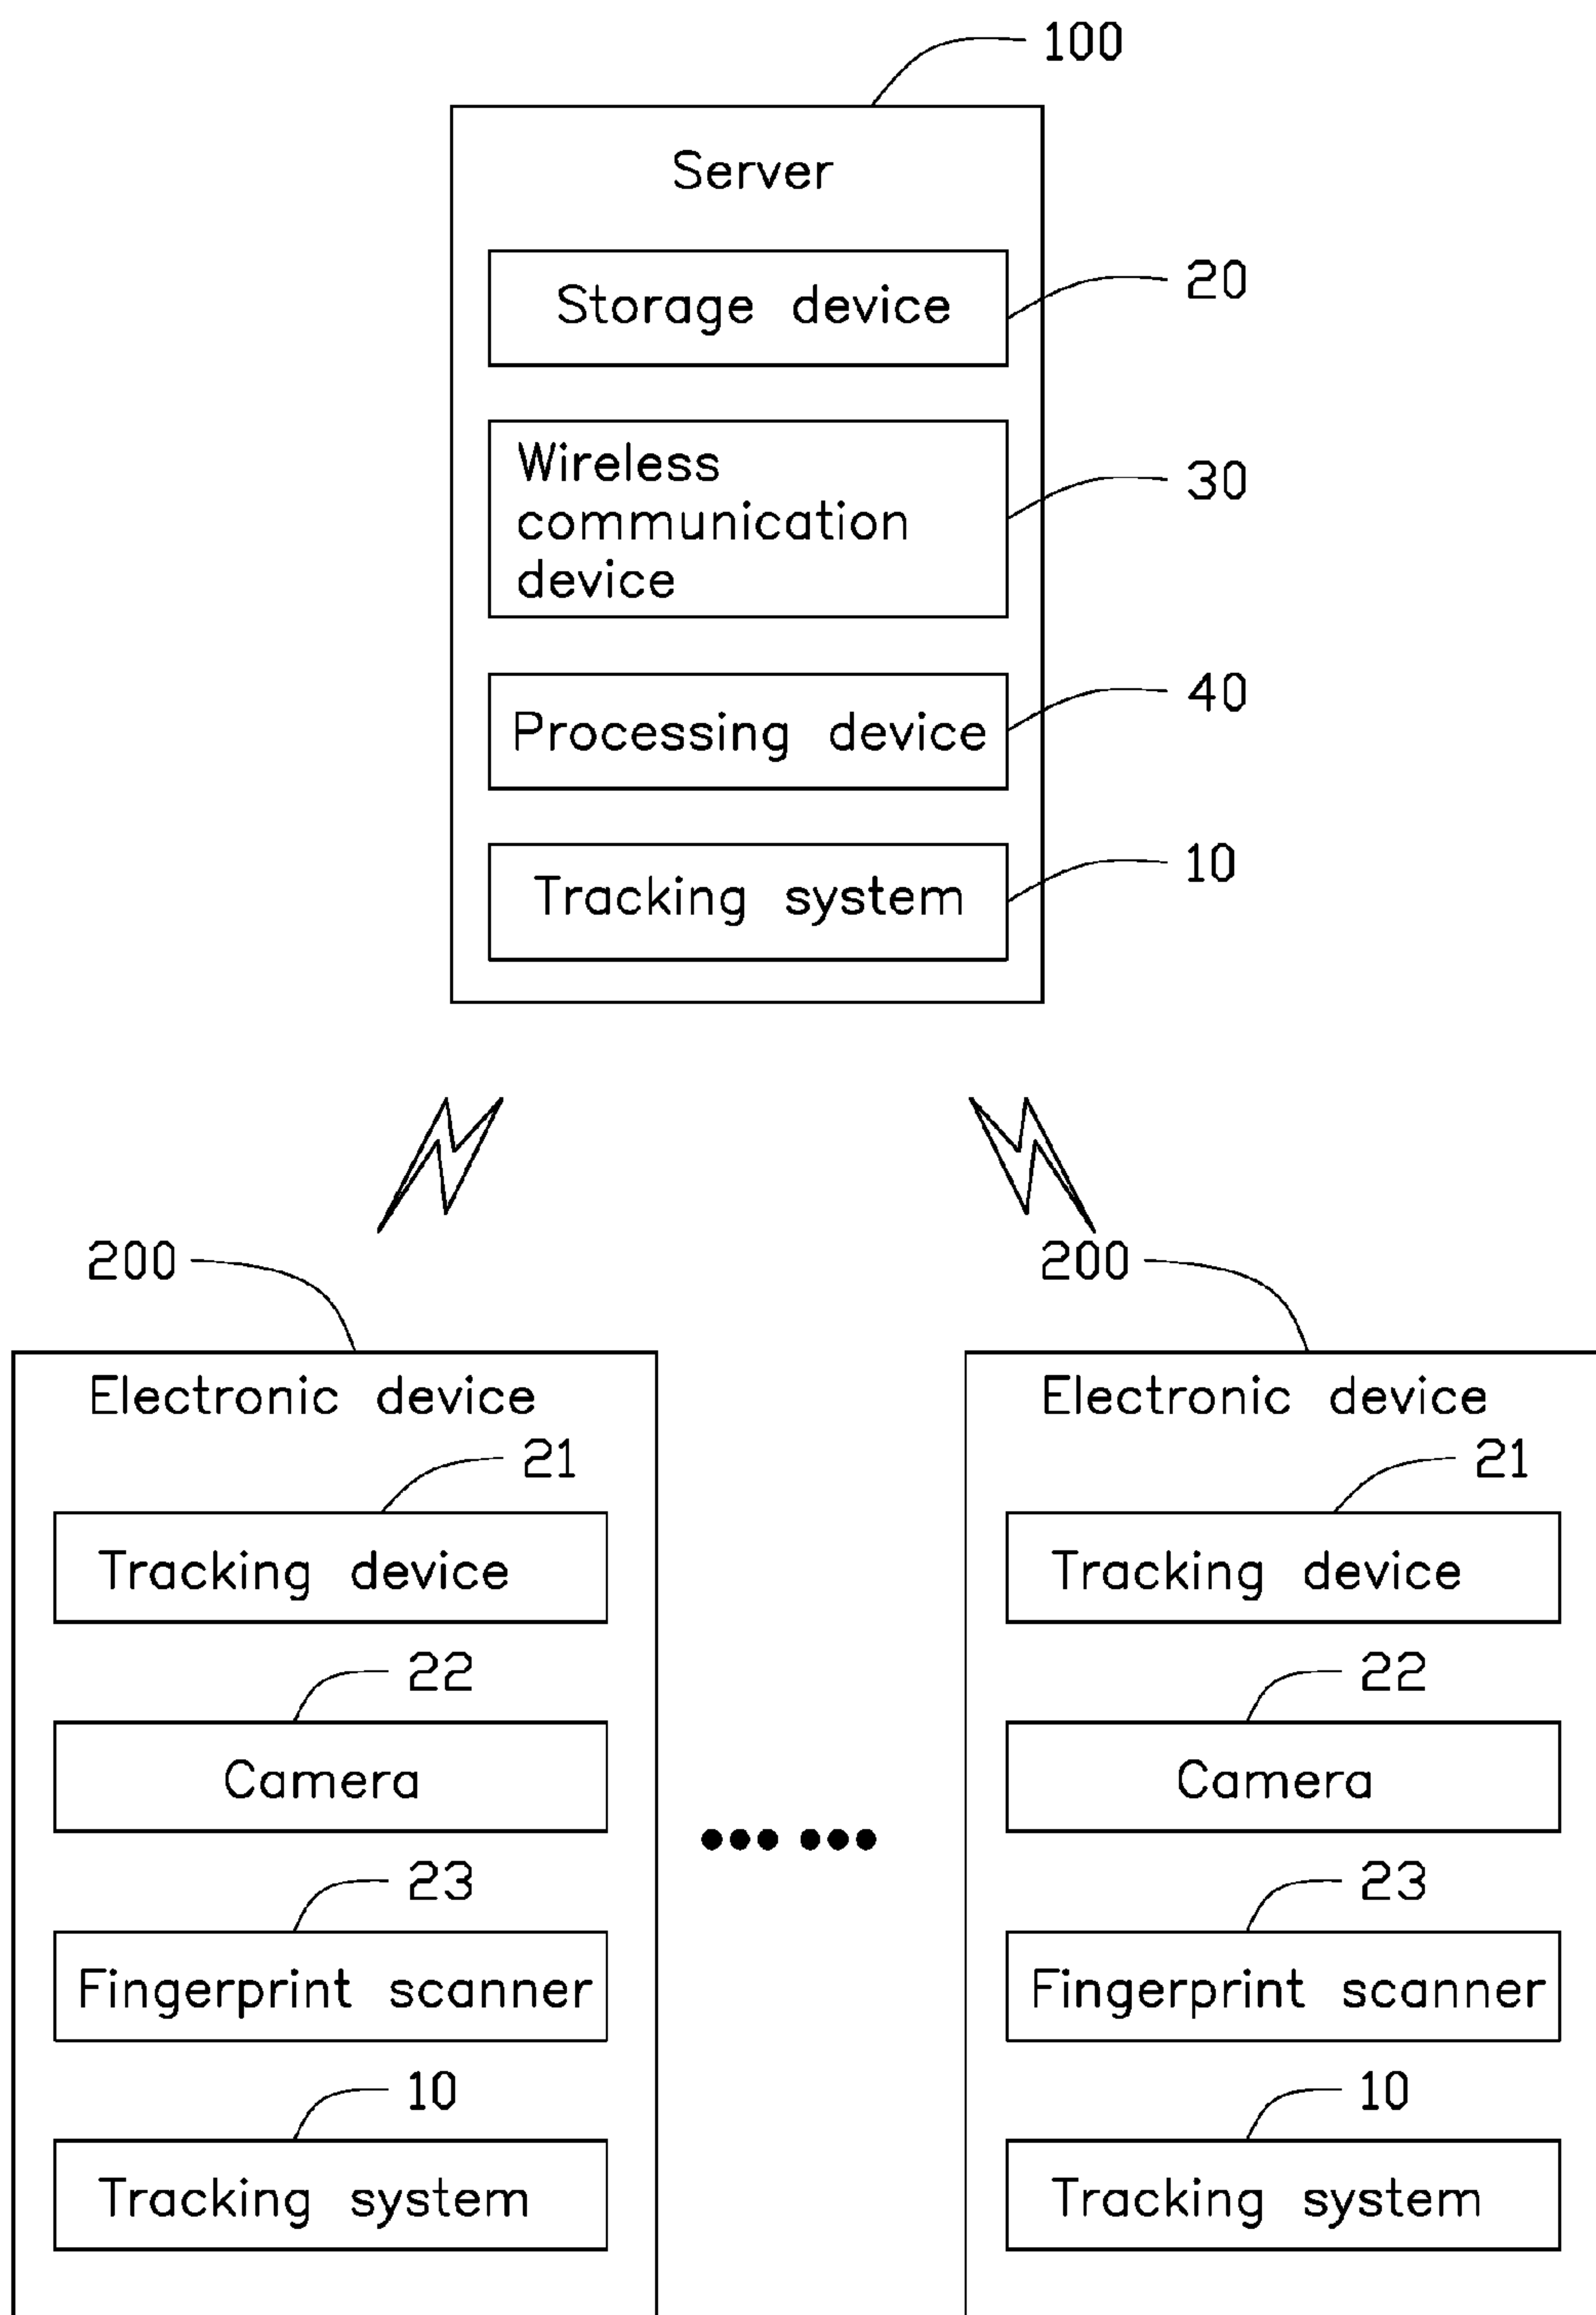 100
Server
Storage device
20
Wireless
communication
device
30
Processing device
40
Tracking system
10
200
Electronic device
21
Tracking device
22
Camera
23
Fingerprint scanner
10
Tracking system
200
Electronic device
21
Tracking device
22
Camera
23
Fingerprint scanner
10
Tracking system